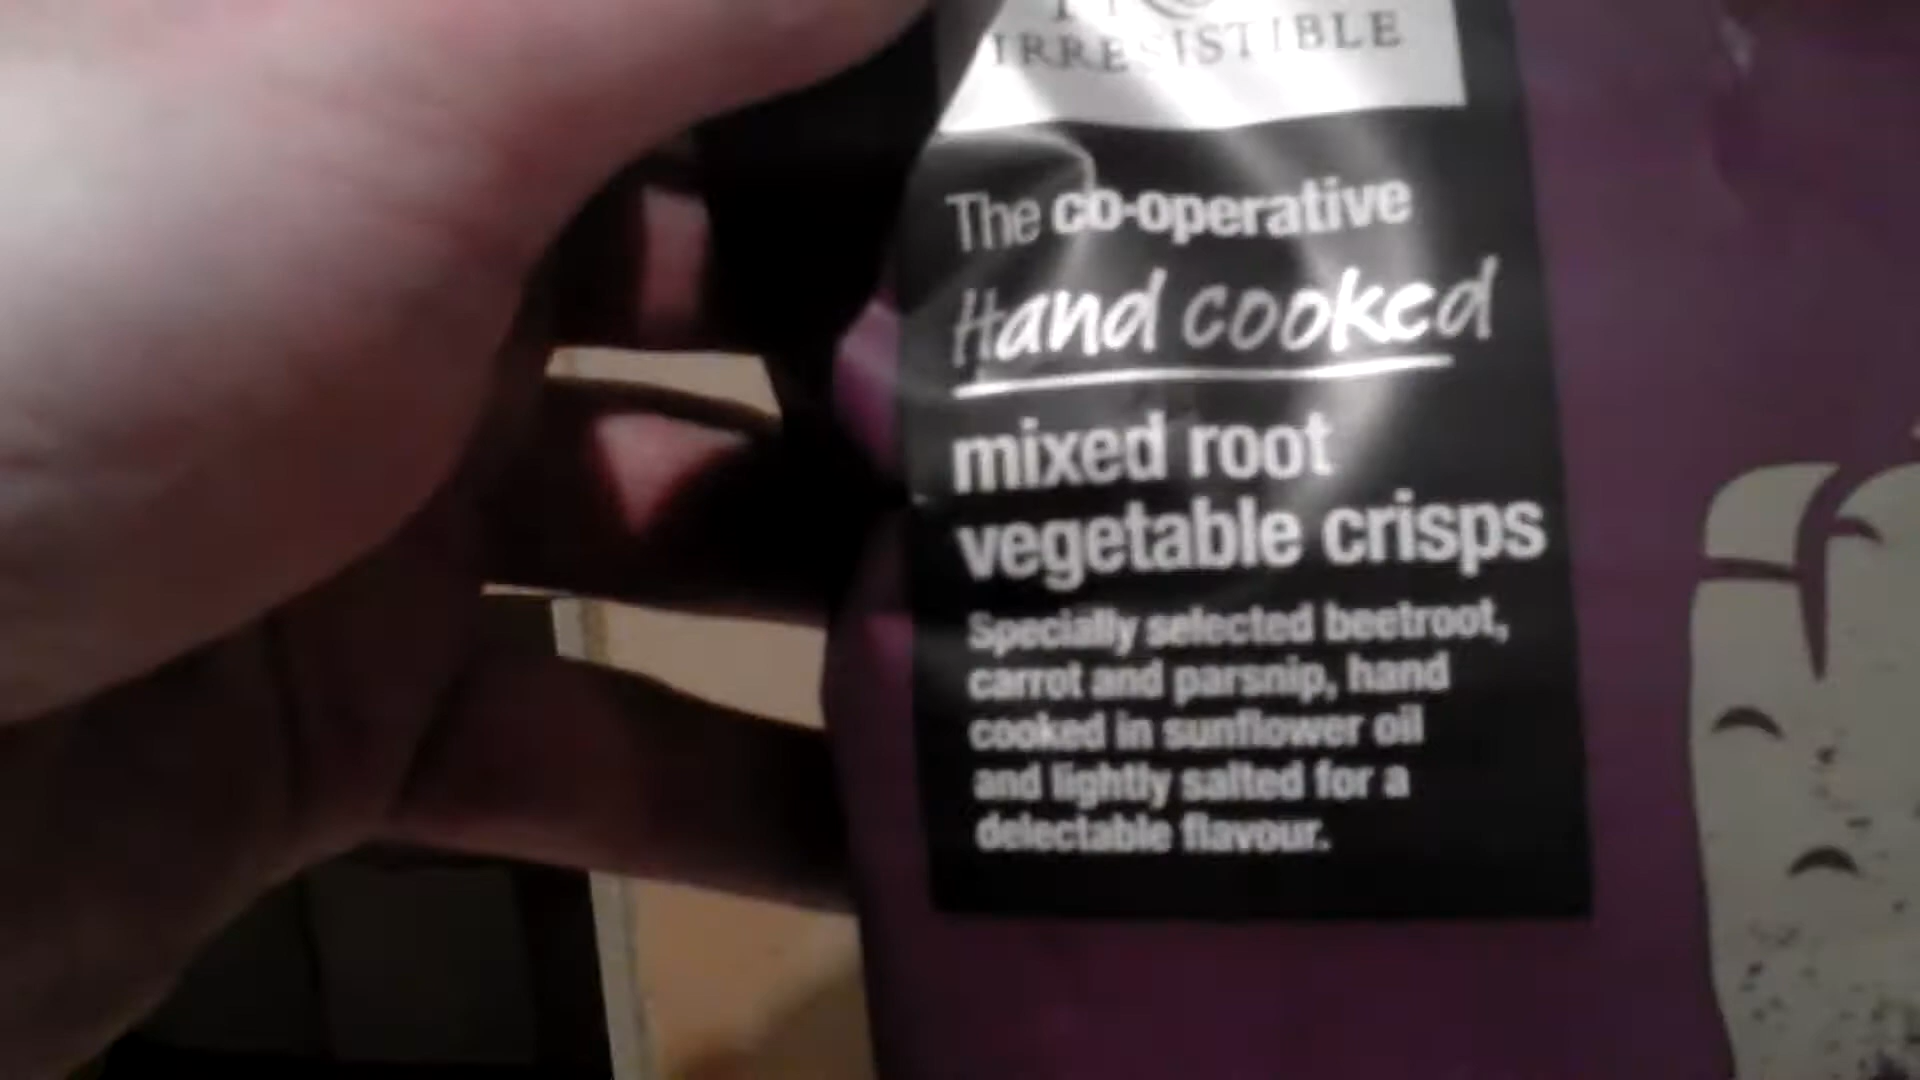 IRRESISTIBLE
The co-operative
Hand cooked
mixed root
vegetable crisps
Specially selected beetroot,
carrot and parsnip, hand
cooked in sunflower oil
and lightly salted for a
delectable flavour.